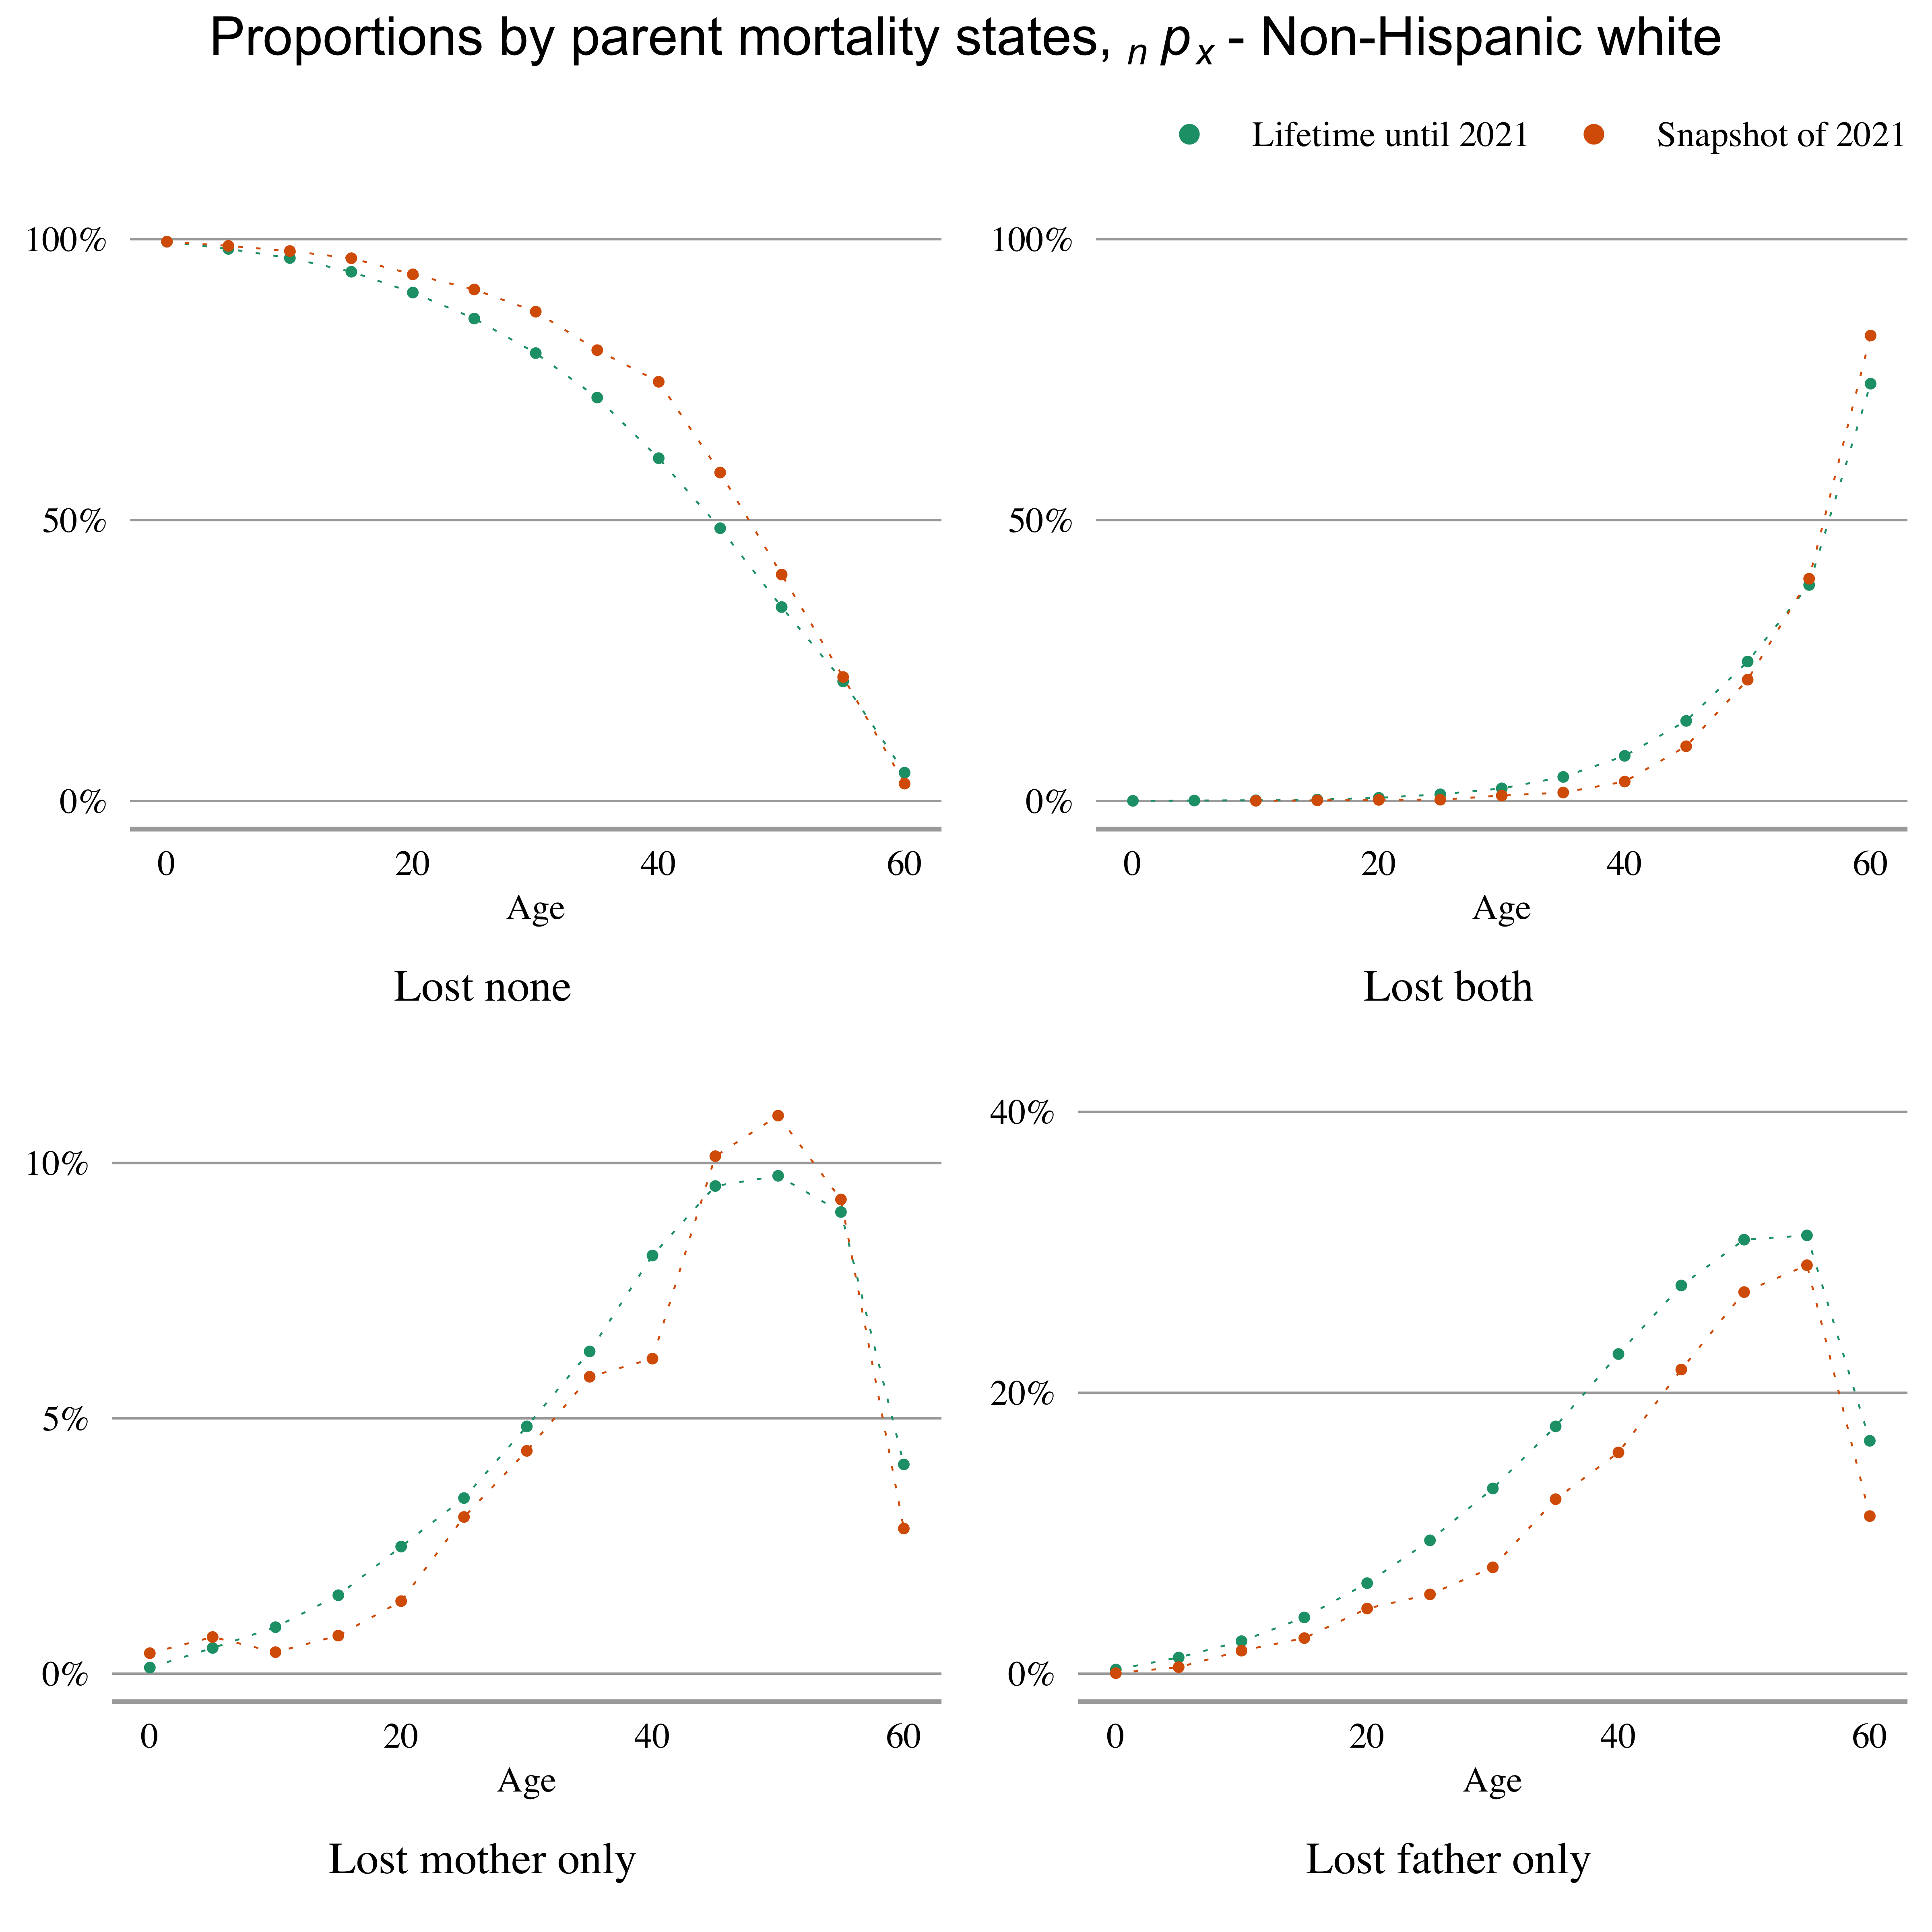 Proportions by parent mortality states, n p x - Non-Hispanic white
Lifetime until 2021 Snapshot of 2021
100%
50%
0%
0 20 40 60
Age
Lost none
100%
50%
0%
0 20 40 60
Age
Lost both
10%
5%
0%
0 20 40 60
Age
Lost mother only
40%
20%
0%
0 20 40 60
Age
Lost father only